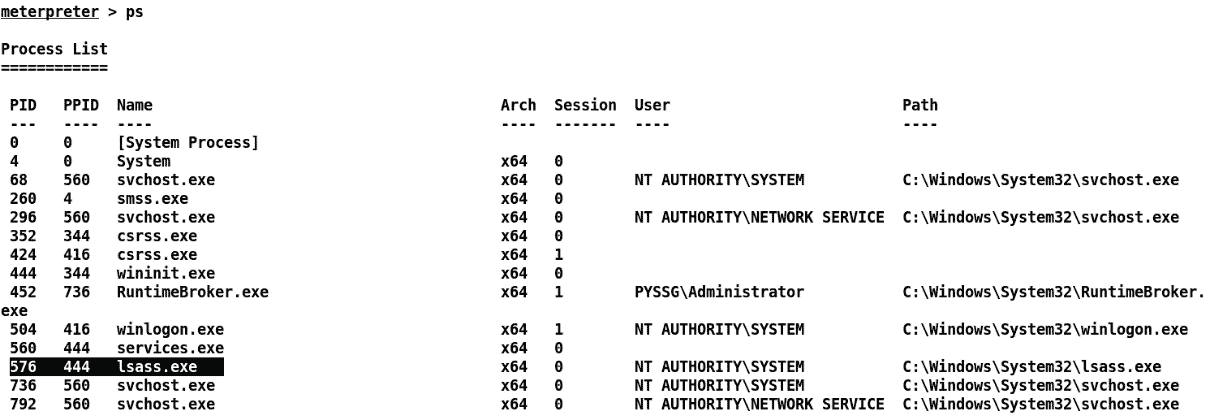 meterpreter > ps

Process List
============

 PID   PPID  Name                                       Arch  Session  User                          Path
 ---   ----  ----                                       ----  -------  ----                          ----
 0     0     [System Process]
 4     0     System                                     x64   0
 68    560   svchost.exe                                x64   0        NT AUTHORITY\SYSTEM           C:\Windows\System32\svchost.exe
 260   4     smss.exe                                   x64   0
 296   560   svchost.exe                                x64   0        NT AUTHORITY\NETWORK SERVICE  C:\Windows\System32\svchost.exe
 352   344   csrss.exe                                  x64   0
 424   416   csrss.exe                                  x64   1
 444   344   wininit.exe                                x64   0
 452   736   RuntimeBroker.exe                          x64   1        PYSSG\Administrator           C:\Windows\System32\RuntimeBroker.
exe
 504   416   winlogon.exe                               x64   1        NT AUTHORITY\SYSTEM           C:\Windows\System32\winlogon.exe
 560   444   services.exe                               x64   0
 576   444   lsass.exe                                  x64   0        NT AUTHORITY\SYSTEM           C:\Windows\System32\lsass.exe
 736   560   svchost.exe                                x64   0        NT AUTHORITY\SYSTEM           C:\Windows\System32\svchost.exe
 792   560   svchost.exe                                x64   0        NT AUTHORITY\NETWORK SERVICE  C:\Windows\System32\svchost.exe